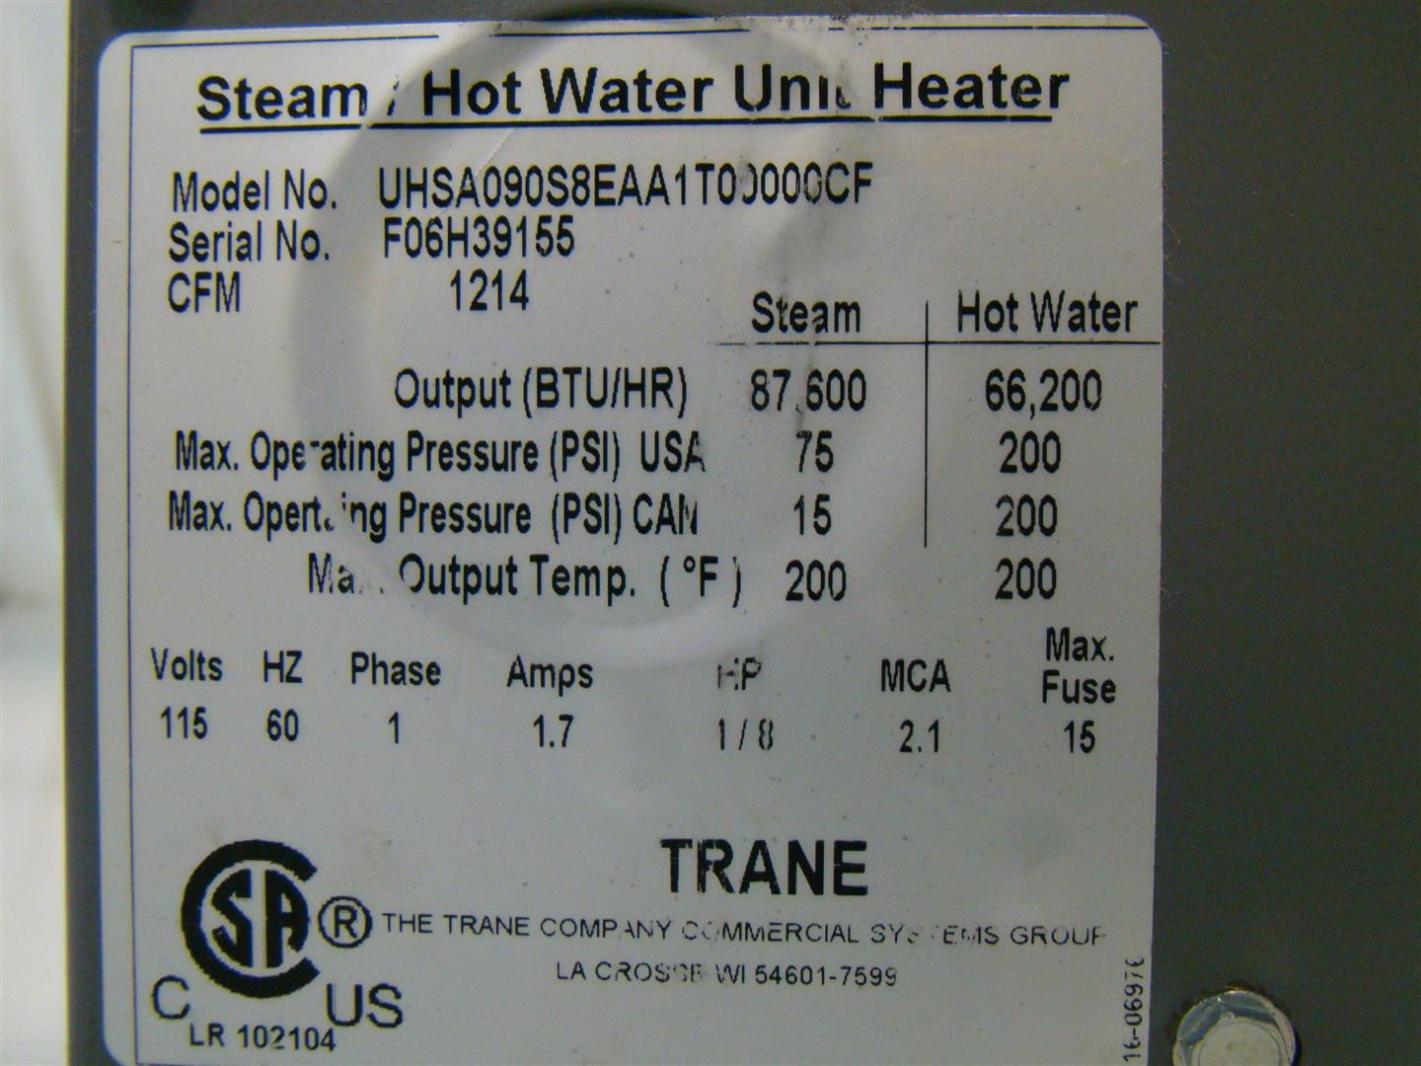 Steam / Hot Water Unit Heater
Model No. UHSA090S8EAA1T00000CF
Serial No. F06H39155
CFM 1214
Steam Hot Water
Output (BTU/HR) 87,600 66,200
Max. Operating Pressure (PSI) USA 75 200
Max. Operting Pressure (PSI) CAN 15 200
Max. Output Temp. ( °F ) 200 200
Volts HZ Phase Amps HP MCA Max. Fuse
115 60 1 1.7 1 / 8 2.1 15
TRANE
CSA ® THE TRANE COMPANY COMMERCIAL SYSTEMS GROUP
LA CROSSE WI 54601-7599
C US
LR 102104